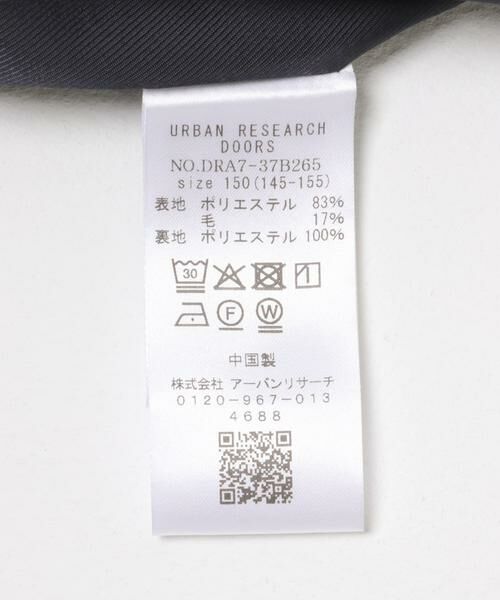 URBAN RESEARCH
DOORS
NO.DRA7-37B265
size 150(145-155)
表地 ポリエステル 83%
毛 17%
裏地 ポリエステル 100%
30
F W
中国製
株式会社 アーバンリサーチ
0120-967-013
4688